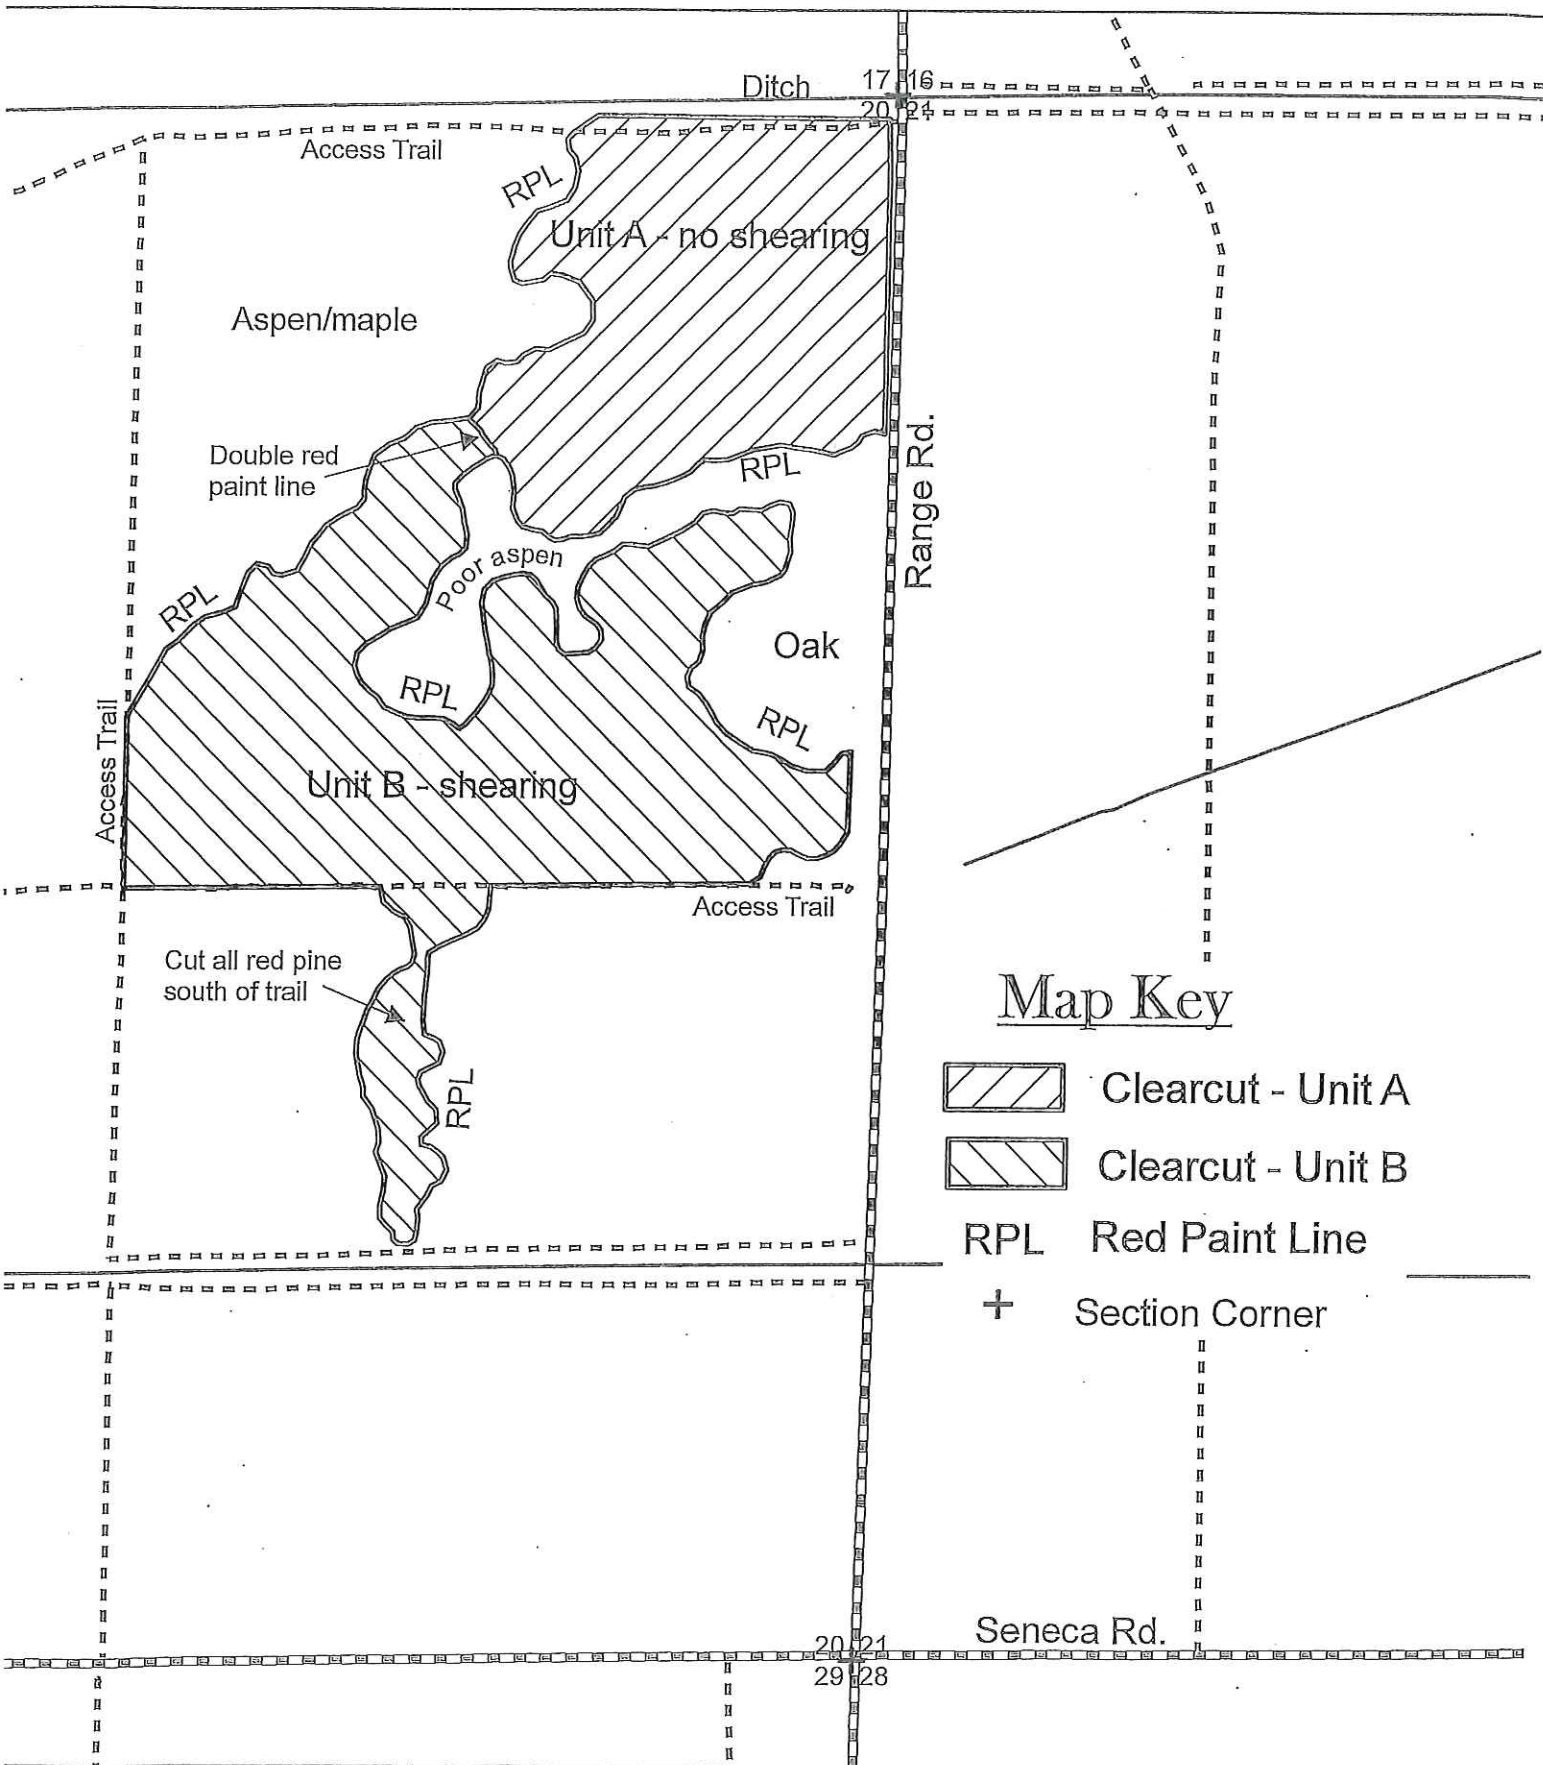 Ditch
17 16
20 21
Access Trail
RPL
Unit A - no shearing
Aspen/maple
Double red
paint line
RPL
Range Rd.
Poor aspen
RPL
Oak
RPL
RPL
Access Trail
Unit B - shearing
Access Trail
Cut all red pine
south of trail
RPL
Map Key
Clearcut - Unit A
Clearcut - Unit B
RPL Red Paint Line
Section Corner
Seneca Rd.
20 21
29 28